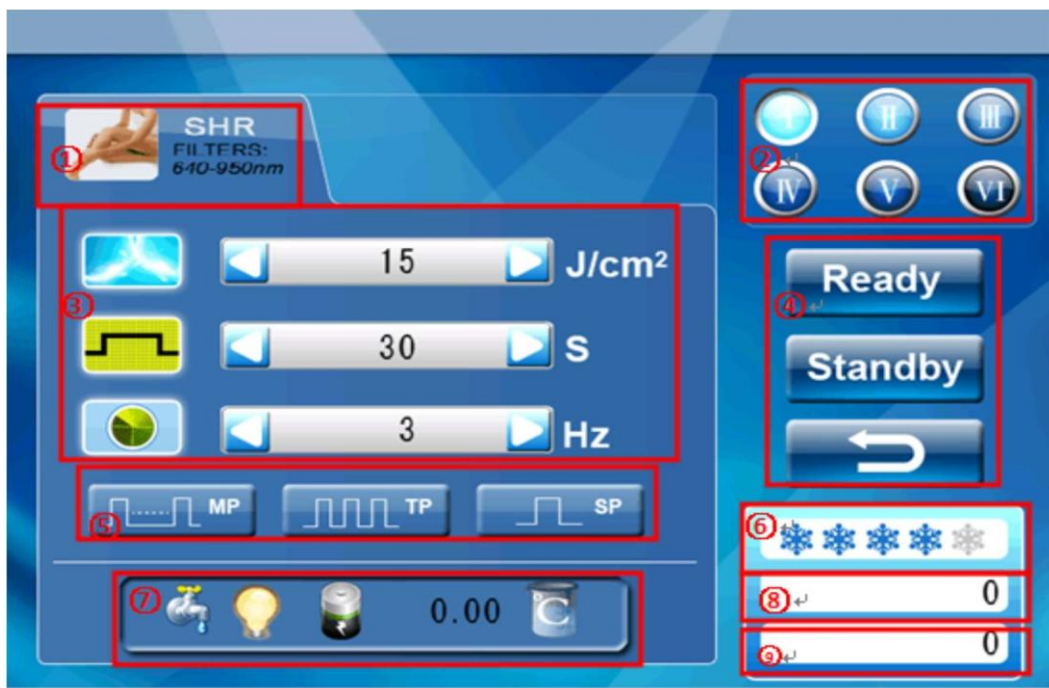 ① SHR
FILTERS:
640-950nm
② I II III
IV V VI
③ 15 J/cm²
30 S
3 Hz
④ Ready
Standby
⑤ MP TP SP
⑥
⑦ 0.00 °C
⑧ 0
⑨ 0